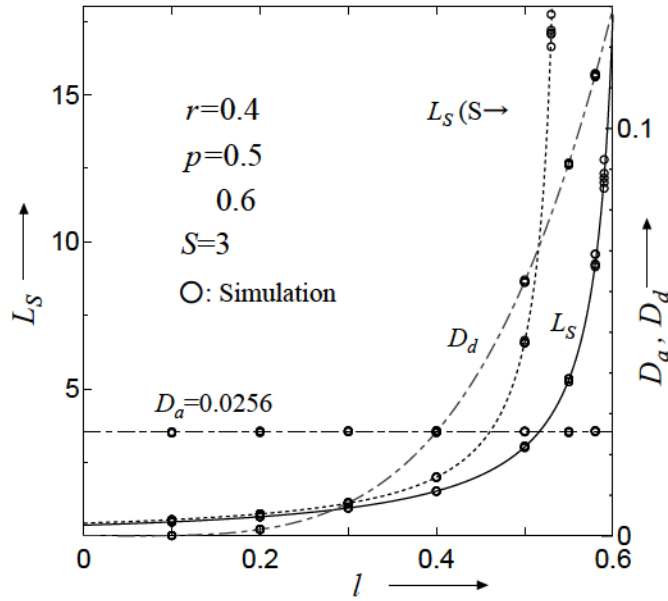 15
10
5
L_S
r=0.4
p=0.5
0.6
S=3
O: Simulation
L_S (S→
D_d
L_S
D_a=0.0256
0.1
0
D_a, D_d
0
0.2
0.4
0.6
l